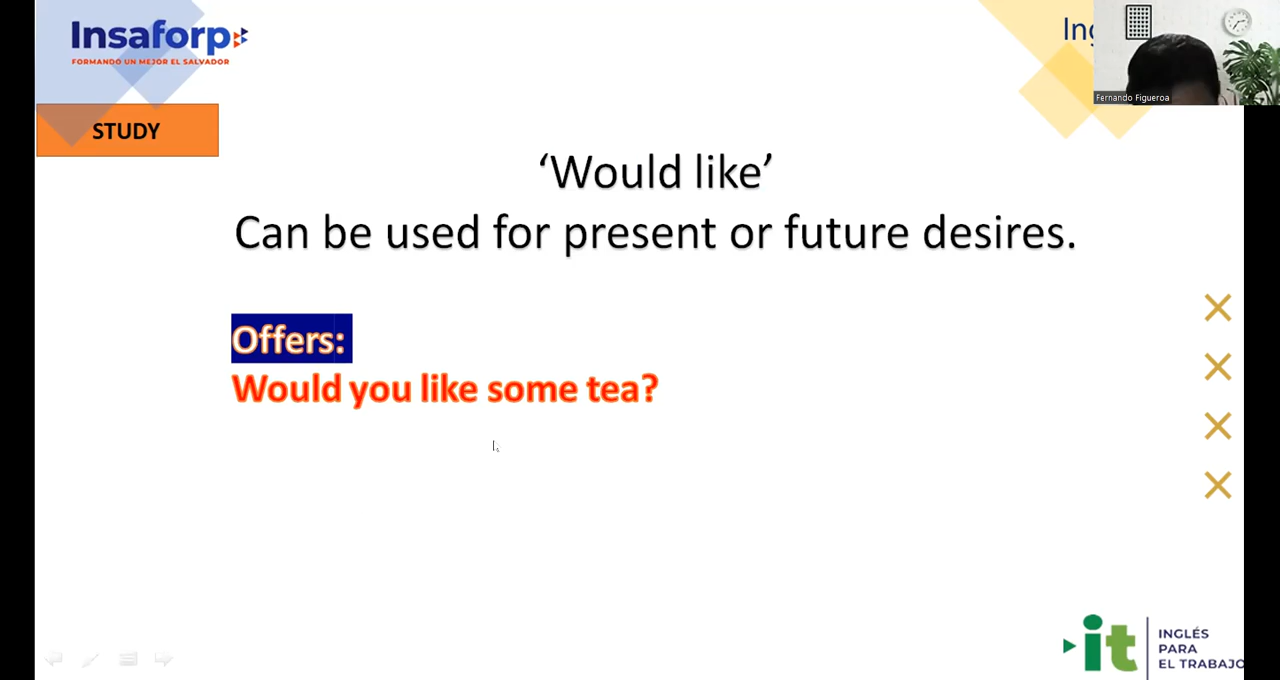 Insaforp
FORMANDO UN MEJOR EL SALVADOR
Fernando Figueroa
STUDY
‘Would like’
Can be used for present or future desires.
Offers:
Would you like some tea?
it
INGLÉS
PARA
EL TRABAJO